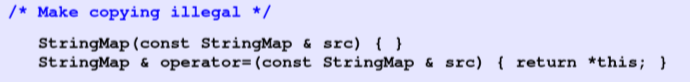 /* Make copying illegal */
StringMap(const StringMap & src) { }
StringMap & operator=(const StringMap & src) { return *this; }